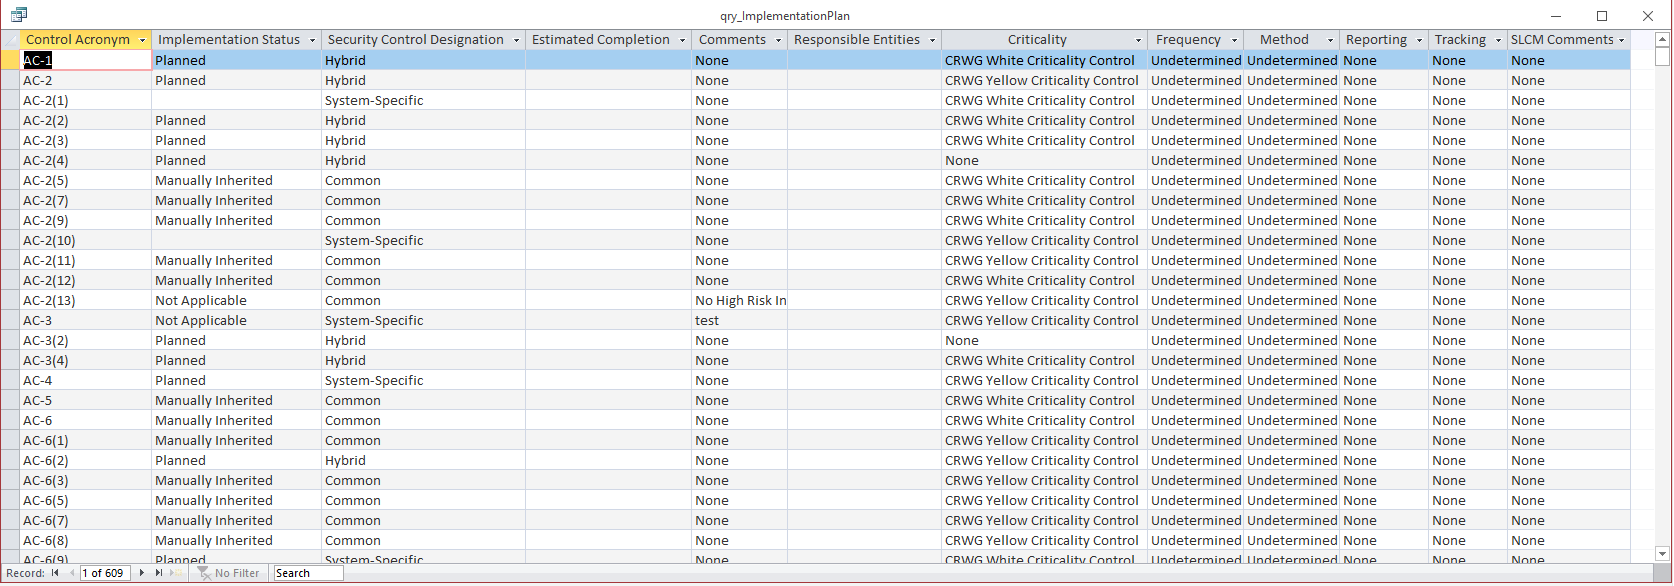 qry_ImplementationPlan
Control Acronym Implementation Status Security Control Designation Estimated Completion Comments Responsible Entities Criticality Frequency Method Reporting Tracking SLCM Comments
AC-1 Planned Hybrid None CRWG White Criticality Control Undetermined Undetermined None None None
AC-2 Planned Hybrid None CRWG Yellow Criticality Control Undetermined Undetermined None None None
AC-2(1) System-Specific None CRWG White Criticality Control Undetermined Undetermined None None None
AC-2(2) Planned Hybrid None CRWG White Criticality Control Undetermined Undetermined None None None
AC-2(3) Planned Hybrid None CRWG White Criticality Control Undetermined Undetermined None None None
AC-2(4) Planned Hybrid None None Undetermined Undetermined None None None
AC-2(5) Manually Inherited Common None CRWG White Criticality Control Undetermined Undetermined None None None
AC-2(7) Manually Inherited Common None CRWG White Criticality Control Undetermined Undetermined None None None
AC-2(9) Manually Inherited Common None CRWG White Criticality Control Undetermined Undetermined None None None
AC-2(10) System-Specific None CRWG Yellow Criticality Control Undetermined Undetermined None None None
AC-2(11) Manually Inherited Common None CRWG Yellow Criticality Control Undetermined Undetermined None None None
AC-2(12) Manually Inherited Common None CRWG White Criticality Control Undetermined Undetermined None None None
AC-2(13) Not Applicable Common No High Risk In CRWG Yellow Criticality Control Undetermined Undetermined None None None
AC-3 Not Applicable System-Specific test CRWG Yellow Criticality Control Undetermined Undetermined None None None
AC-3(2) Planned Hybrid None None Undetermined Undetermined None None None
AC-3(4) Planned Hybrid None CRWG White Criticality Control Undetermined Undetermined None None None
AC-4 Planned System-Specific None CRWG Yellow Criticality Control Undetermined Undetermined None None None
AC-5 Manually Inherited Common None CRWG White Criticality Control Undetermined Undetermined None None None
AC-6 Manually Inherited Common None CRWG White Criticality Control Undetermined Undetermined None None None
AC-6(1) Manually Inherited Common None CRWG Yellow Criticality Control Undetermined Undetermined None None None
AC-6(2) Planned Hybrid None CRWG Yellow Criticality Control Undetermined Undetermined None None None
AC-6(3) Manually Inherited Common None CRWG Yellow Criticality Control Undetermined Undetermined None None None
AC-6(5) Manually Inherited Common None CRWG Yellow Criticality Control Undetermined Undetermined None None None
AC-6(7) Manually Inherited Common None CRWG Yellow Criticality Control Undetermined Undetermined None None None
AC-6(8) Manually Inherited Common None CRWG Yellow Criticality Control Undetermined Undetermined None None None
AC-6(9) Planned System-Specific None CRWG White Criticality Control Undetermined Undetermined None None None
Record: 1 of 609 No Filter Search